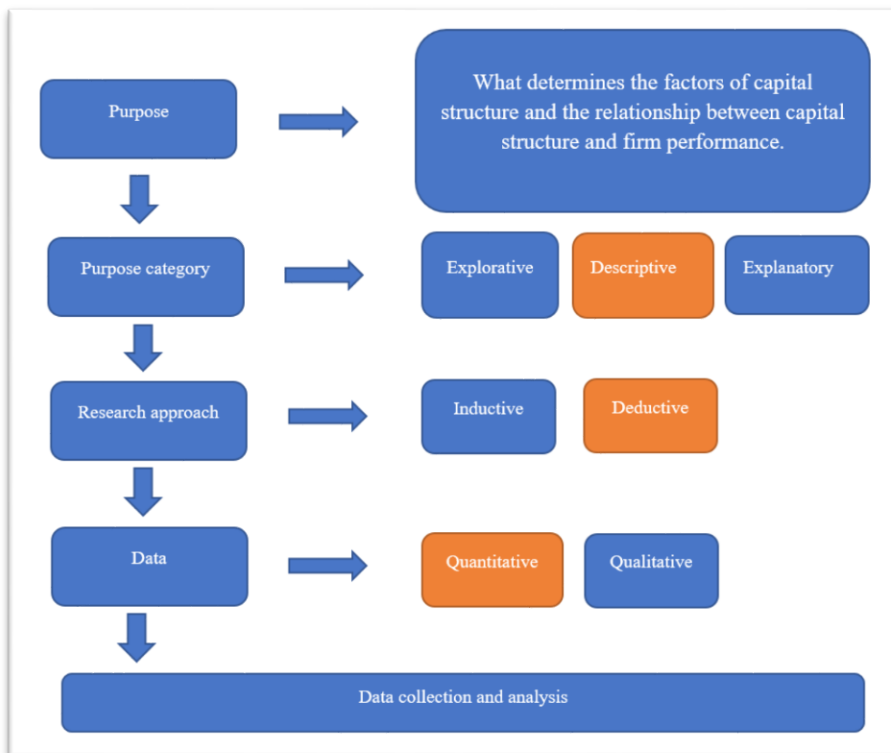 Purpose
What determines the factors of capital
structure and the relationship between capital
structure and firm performance.
Purpose category
Explorative
Descriptive
Explanatory
Research approach
Inductive
Deductive
Data
Quantitative
Qualitative
Data collection and analysis